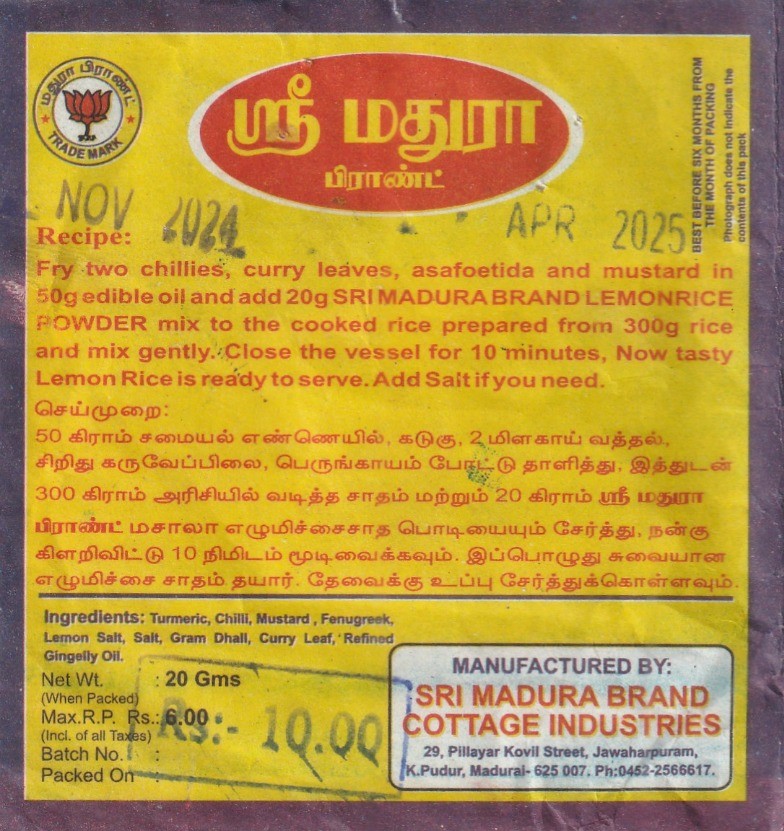 மதுரா பிராண்ட்
TRADE MARK
ஸ்ரீ மதுரா
பிராண்ட்
BEST BEFORE SIX MONTHS FROM
THE MONTH OF PACKING
Photograph does not indicate the
contents of this pack
NOV 2024
APR 2025
Recipe:
Fry two chillies, curry leaves, asafoetida and mustard in
50g edible oil and add 20g SRI MADURA BRAND LEMONRICE
POWDER mix to the cooked rice prepared from 300g rice
and mix gently. Close the vessel for 10 minutes, Now tasty
Lemon Rice is ready to serve. Add Salt if you need.
செய்முறை:
50 கிராம் சமையல் எண்ணெயில், கடுகு, 2 மிளகாய் வத்தல்,
சிறிது கருவேப்பிலை, பெருங்காயம் போட்டு தாளித்து, இத்துடன்
300 கிராம் அரிசியில் வடித்த சாதம் மற்றும் 20 கிராம் ஸ்ரீ மதுரா
பிராண்ட் மசாலா எழுமிச்சைசாத பொடியையும் சேர்த்து, நன்கு
கிளறிவிட்டு 10 நிமிடம் மூடிவைக்கவும். இப்பொழுது சுவையான
எழுமிச்சை சாதம் தயார். தேவைக்கு உப்பு சேர்த்துக்கொள்ளவும்.
Ingredients: Turmeric, Chilli, Mustard , Fenugreek,
Lemon Salt, Salt, Gram Dhall, Curry Leaf, Refined
Gingelly Oil.
Net Wt. : 20 Gms
(When Packed)
Max.R.P. Rs.: 6.00
(Incl. of all Taxes)
Rs:- 10.00
Batch No. :
Packed On :
MANUFACTURED BY:
SRI MADURA BRAND
COTTAGE INDUSTRIES
29, Pillayar Kovil Street, Jawaharpuram,
K.Pudur, Madurai- 625 007. Ph:0452-2566617.